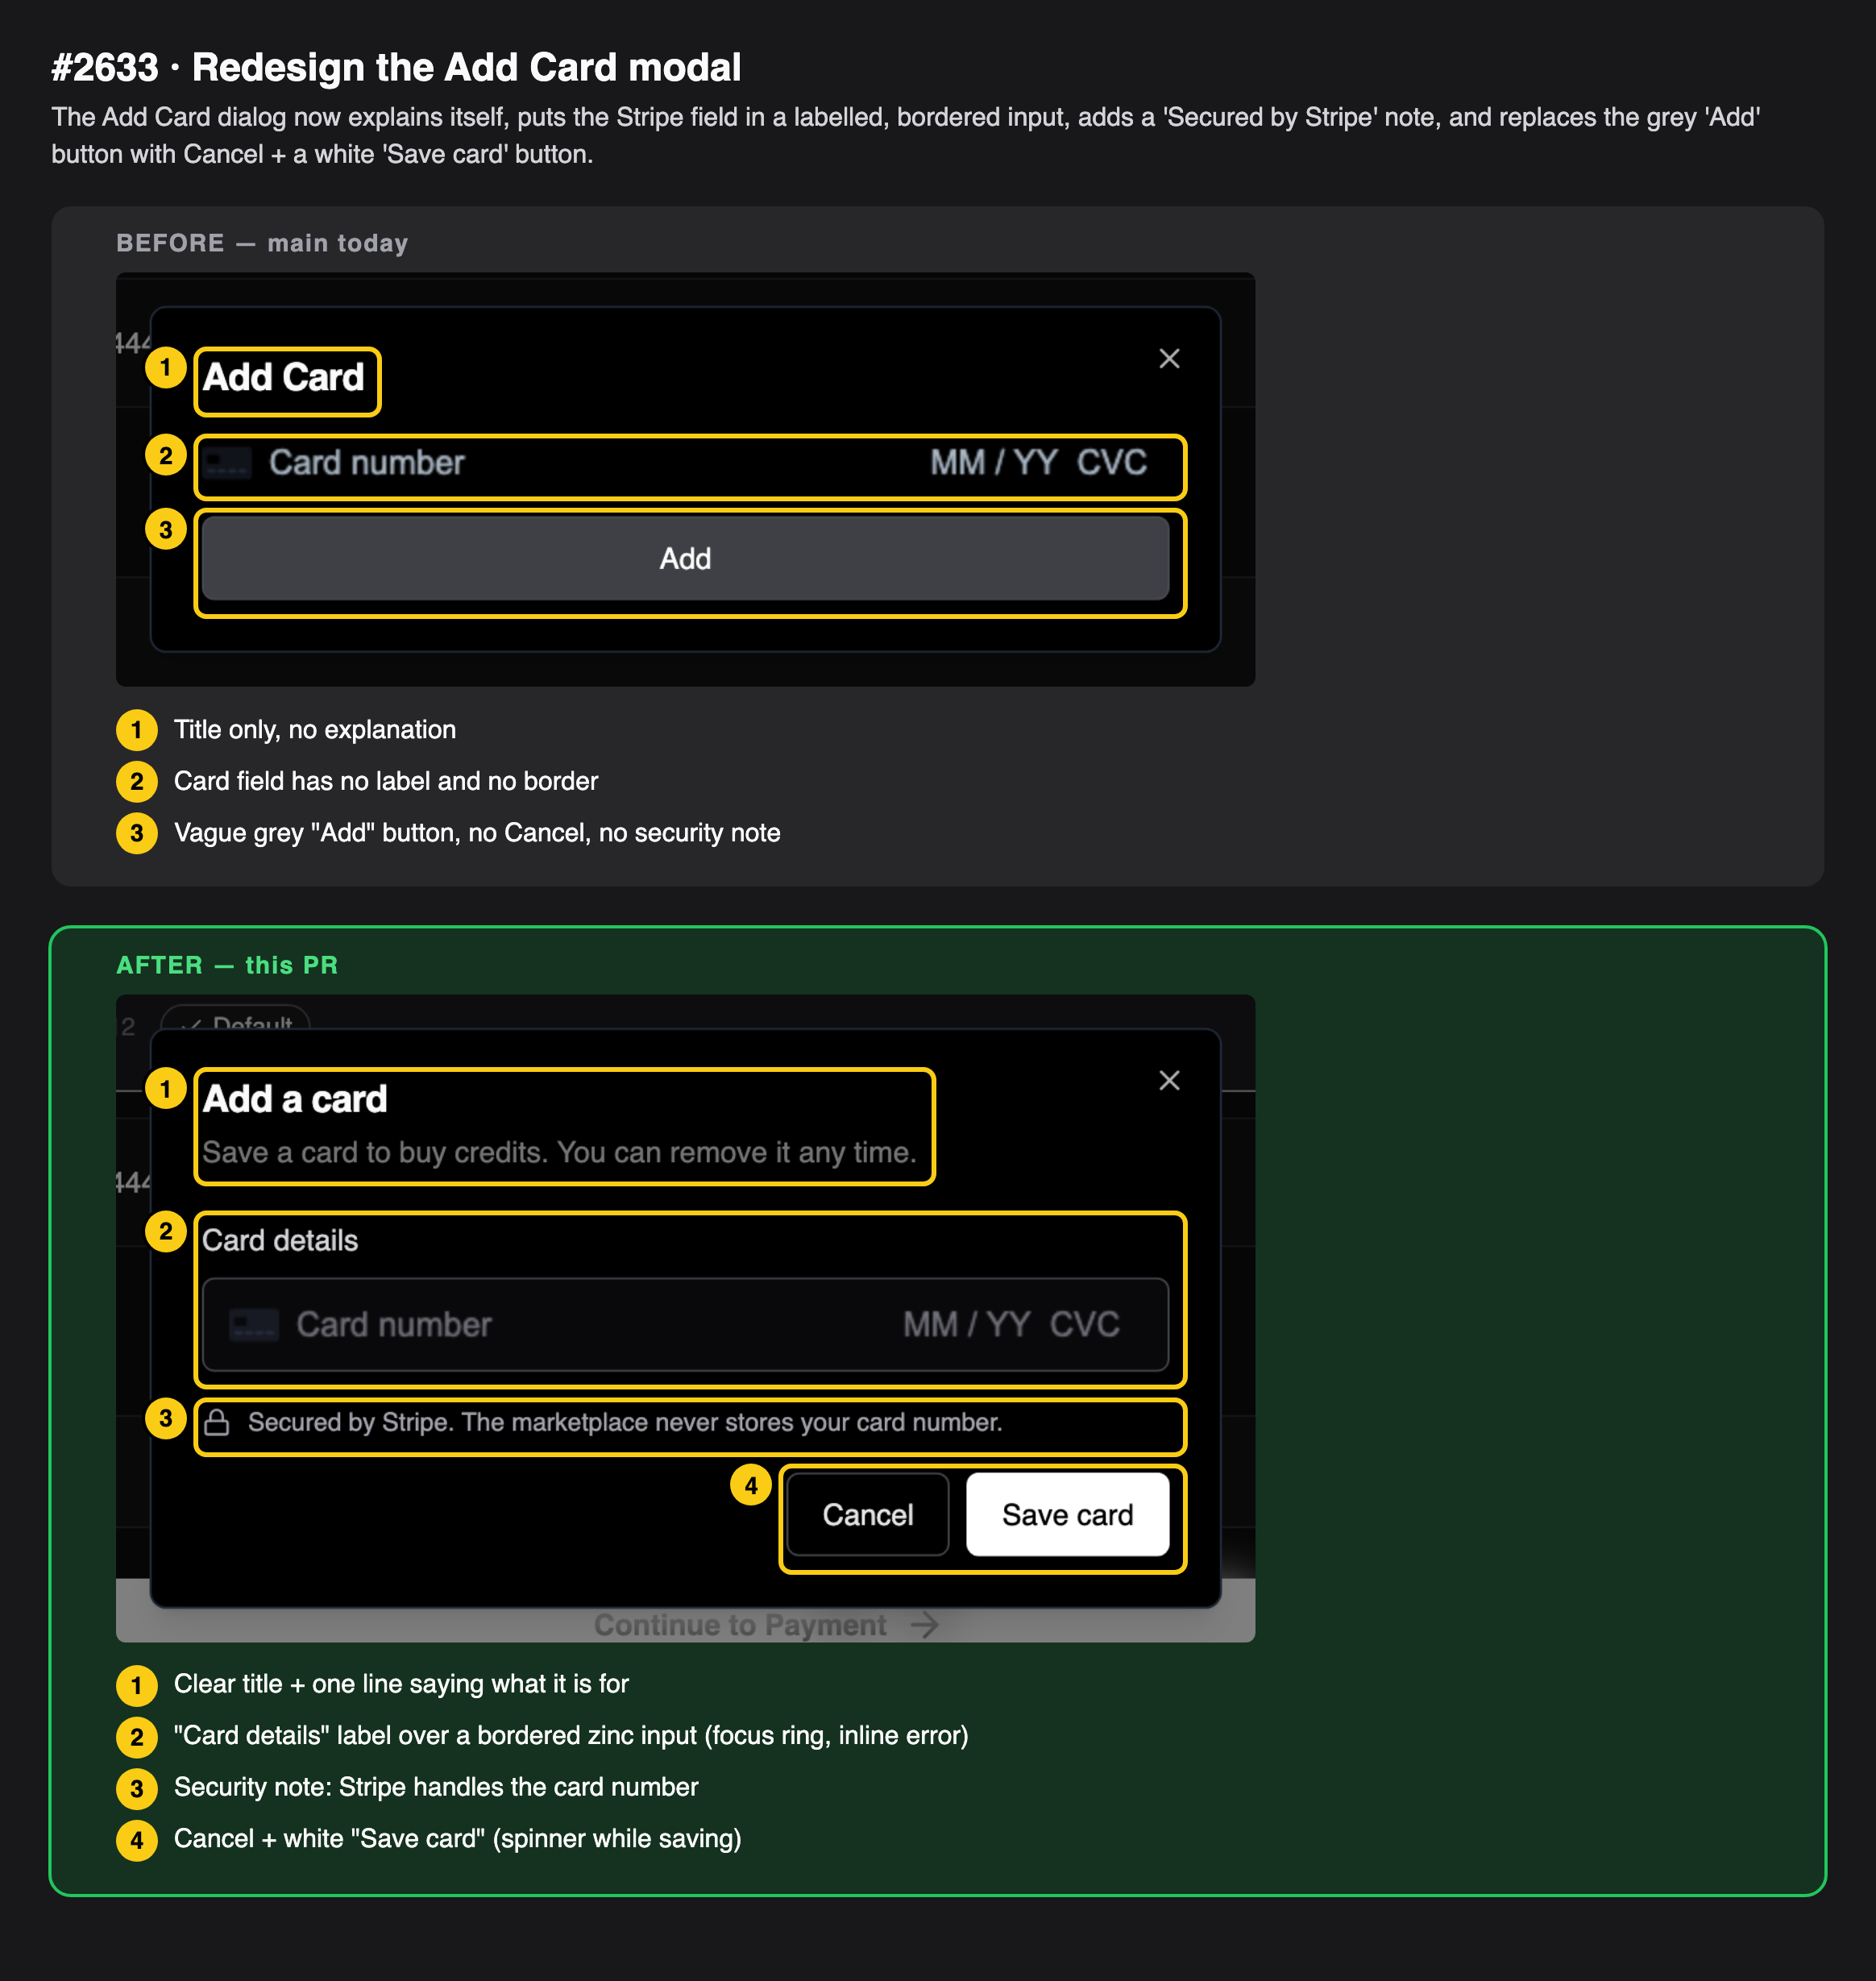 #2633 · Redesign the Add Card modal
The Add Card dialog now explains itself, puts the Stripe field in a labelled, bordered input, adds a 'Secured by Stripe' note, and replaces the grey 'Add'
button with Cancel + a white 'Save card' button.
BEFORE — main today
444
1 Add Card
2 Card number MM / YY CVC
3 Add
1 Title only, no explanation
2 Card field has no label and no border
3 Vague grey "Add" button, no Cancel, no security note
AFTER — this PR
2 Default
1 Add a card
Save a card to buy credits. You can remove it any time.
444
2 Card details
Card number MM / YY CVC
3 Secured by Stripe. The marketplace never stores your card number.
4 Cancel Save card
Continue to Payment →
1 Clear title + one line saying what it is for
2 "Card details" label over a bordered zinc input (focus ring, inline error)
3 Security note: Stripe handles the card number
4 Cancel + white "Save card" (spinner while saving)